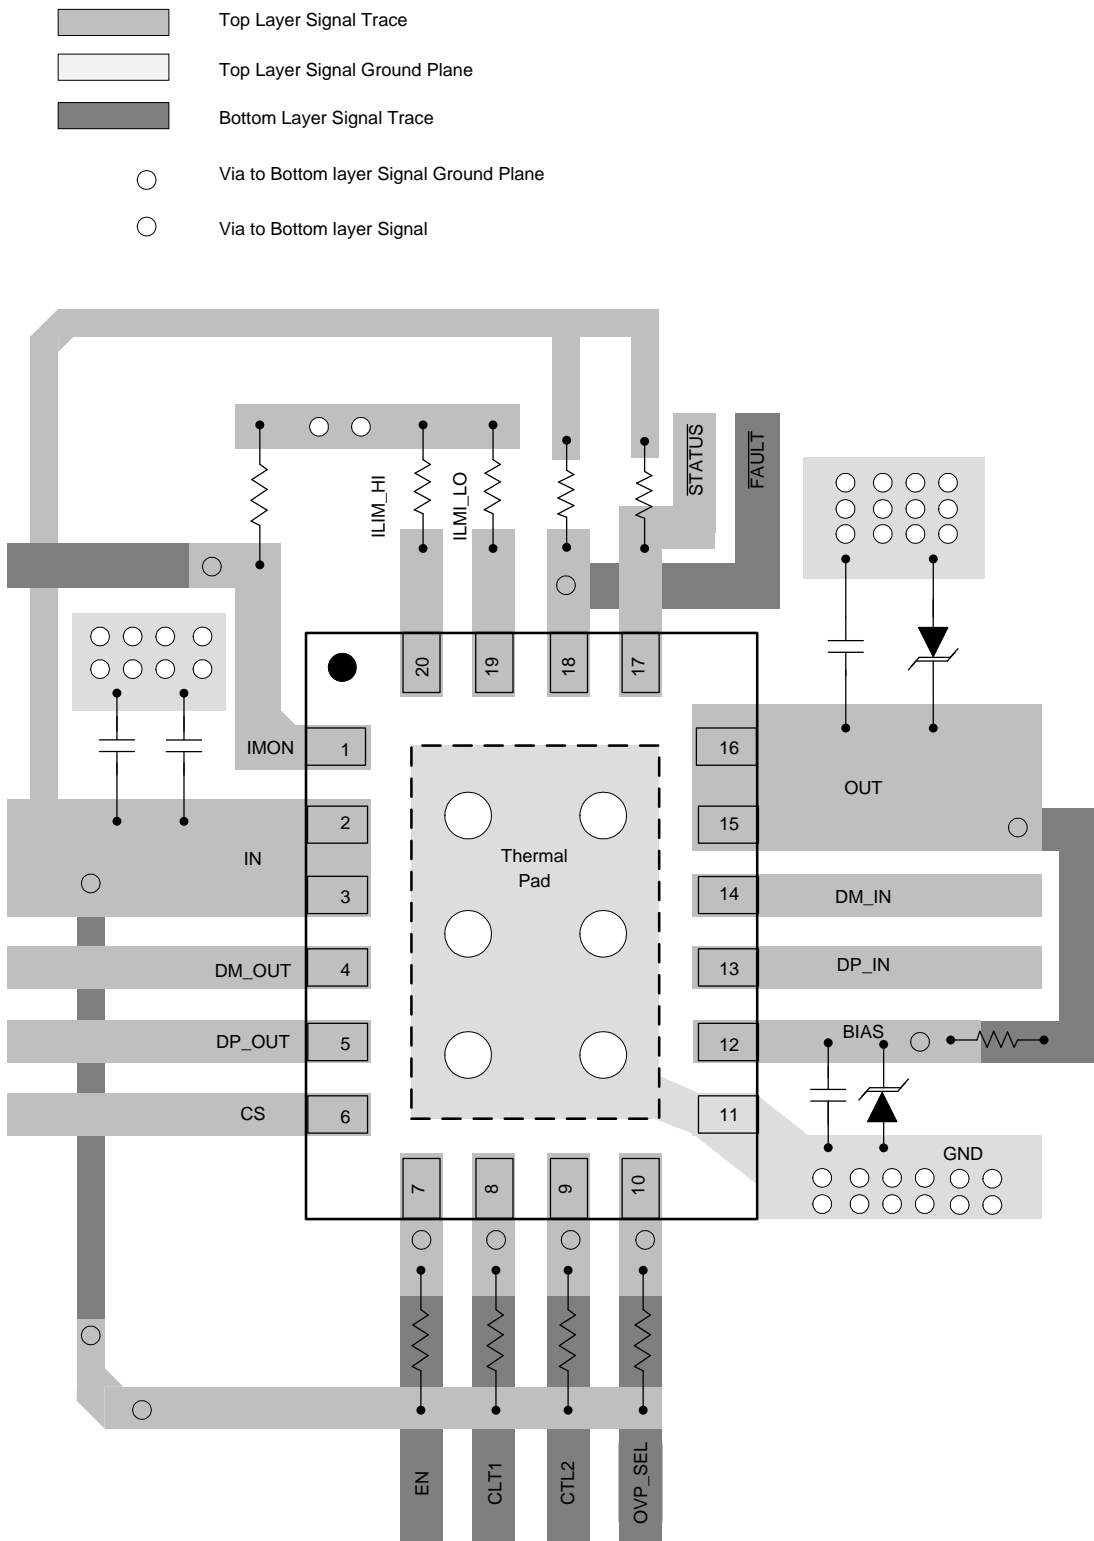 Top Layer Signal Trace
Top Layer Signal Ground Plane
Bottom Layer Signal Trace
Via to Bottom layer Signal Ground Plane
Via to Bottom layer Signal
STATUS
FAULT
ILIM_HI
ILMI_LO
20
19
18
17
IMON
1
16
OUT
2
15
IN
Thermal
Pad
3
14
DM_IN
DM_OUT
4
13
DP_IN
DP_OUT
5
12
BIAS
CS
6
11
GND
7
8
9
10
EN
CLT1
CTL2
OVP_SEL